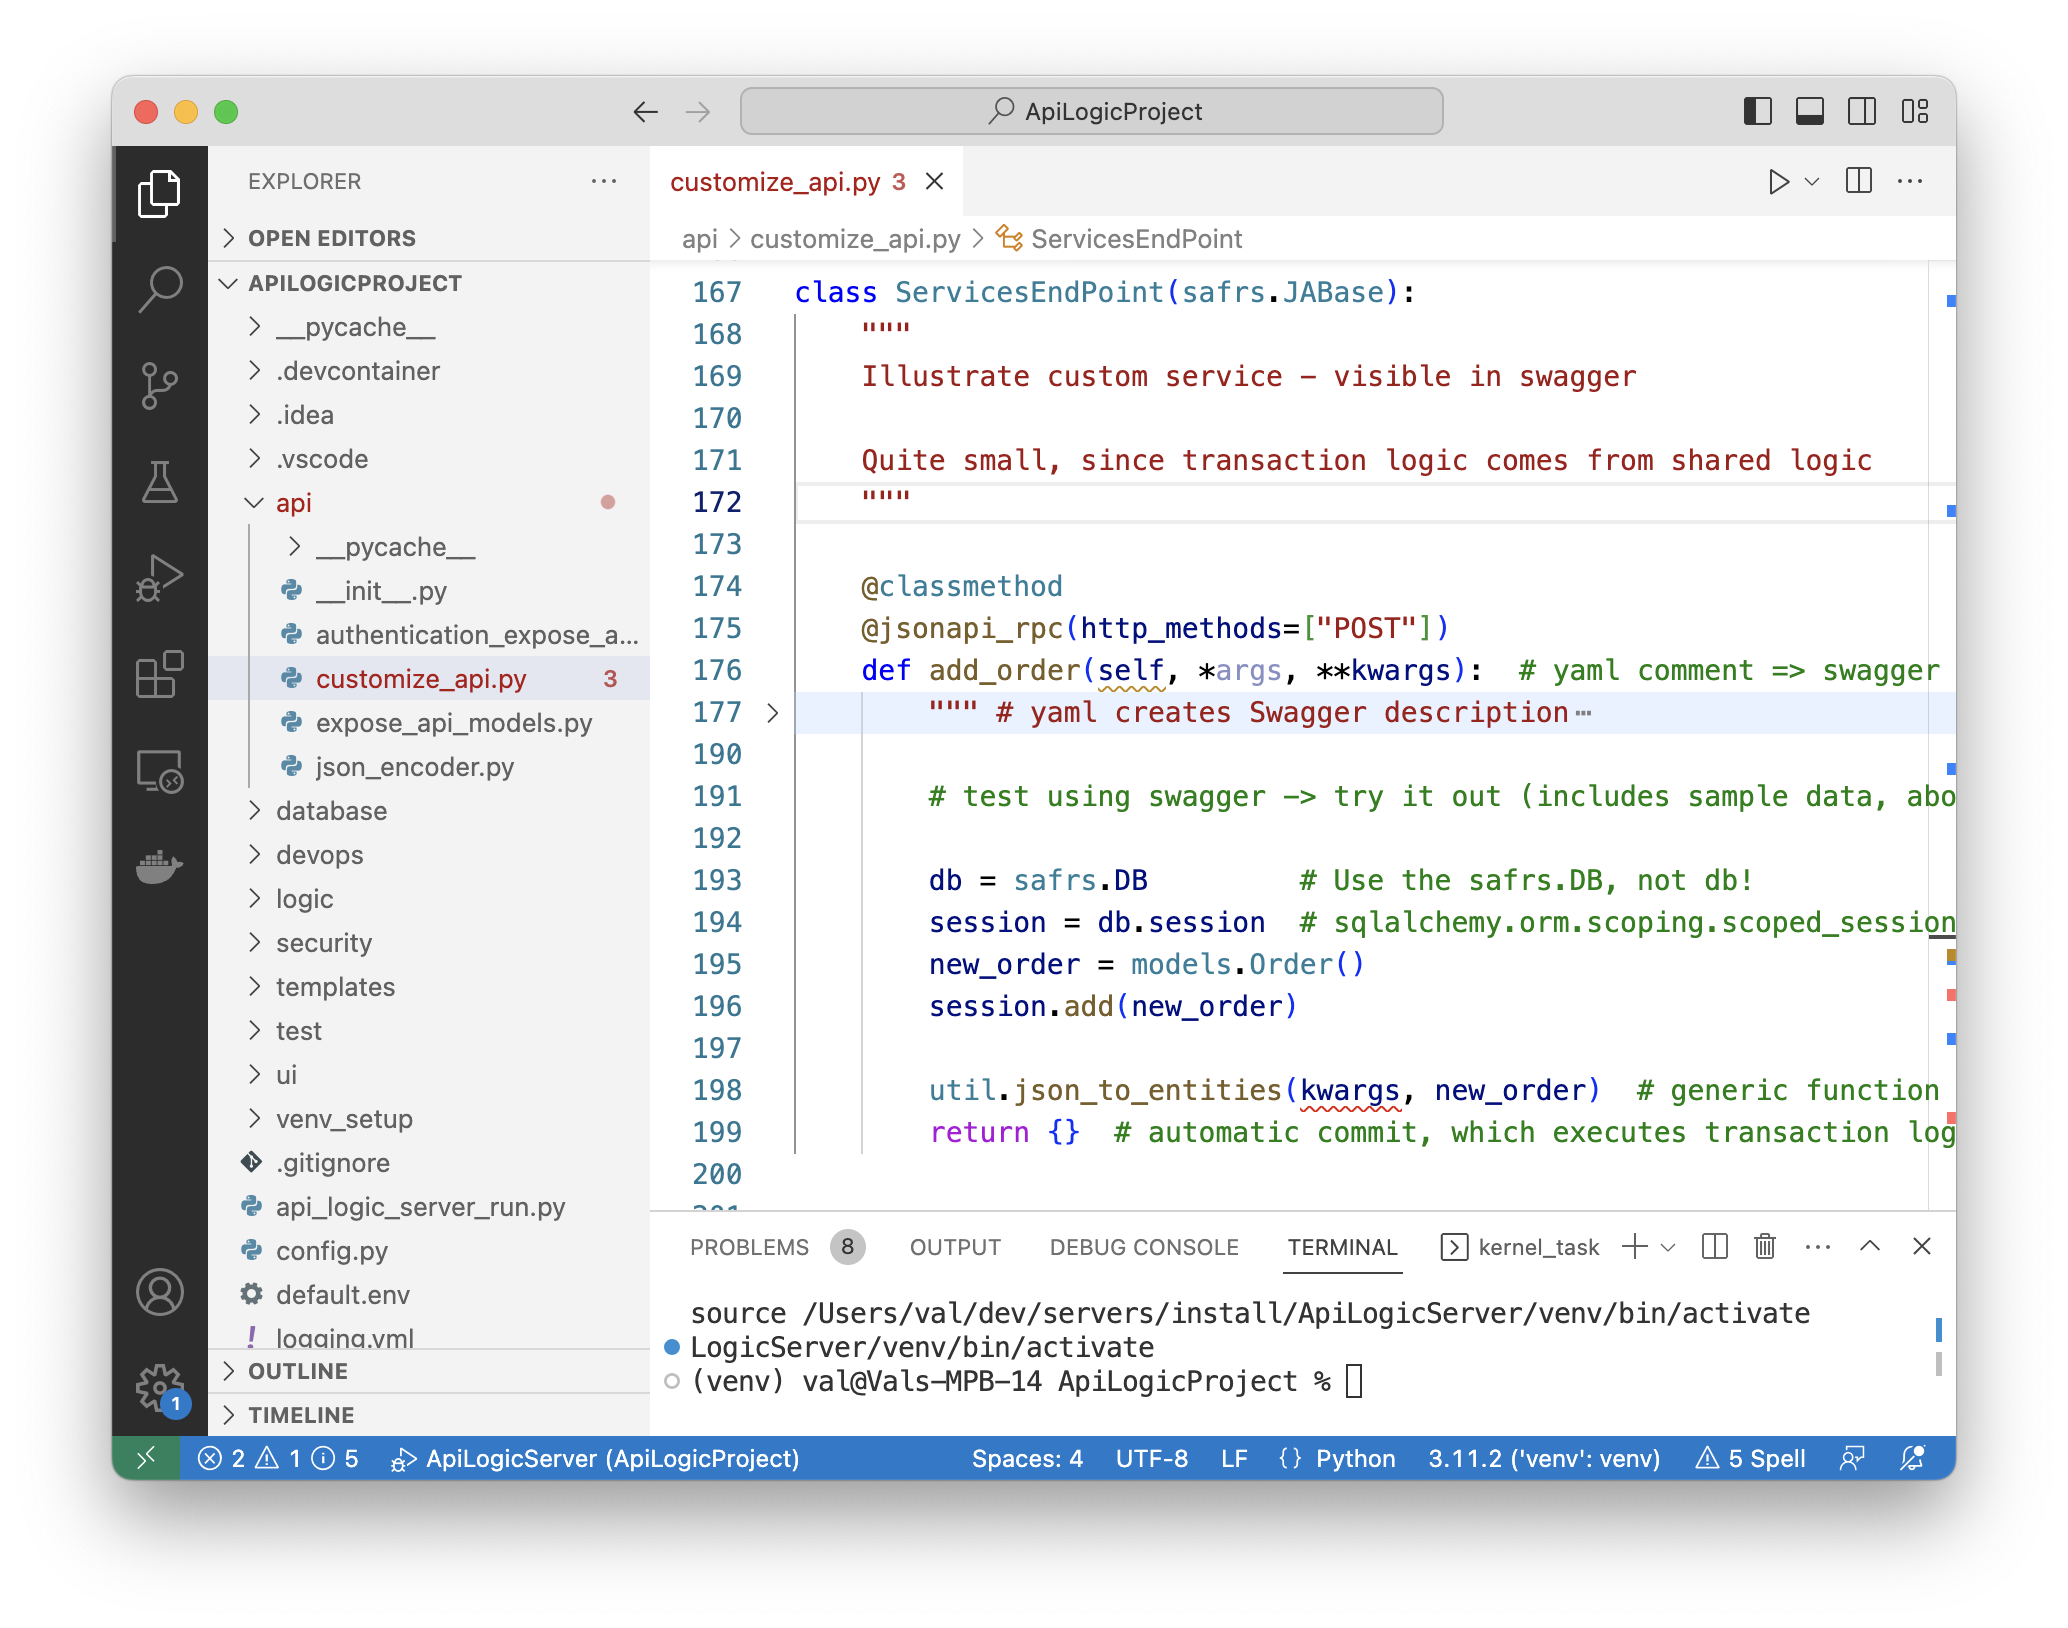 ApiLogicProject
EXPLORER
OPEN EDITORS
APILOGICPROJECT
__pycache__
.devcontainer
.idea
.vscode
api
__pycache__
__init__.py
authentication_expose_a...
customize_api.py 3
expose_api_models.py
json_encoder.py
database
devops
logic
security
templates
test
ui
venv_setup
.gitignore
api_logic_server_run.py
config.py
default.env
logging.yml
OUTLINE
TIMELINE
1
customize_api.py 3
api > customize_api.py > ServicesEndPoint
167 class ServicesEndPoint(safrs.JABase):
168 """
169 Illustrate custom service - visible in swagger
170
171 Quite small, since transaction logic comes from shared logic
172 """
173
174 @classmethod
175 @jsonapi_rpc(http_methods=["POST"])
176 def add_order(self, *args, **kwargs):  # yaml comment => swagger
177 """ # yaml creates Swagger description…
190
191 # test using swagger -> try it out (includes sample data, abo
192
193 db = safrs.DB         # Use the safrs.DB, not db!
194 session = db.session  # sqlalchemy.orm.scoping.scoped_session
195 new_order = models.Order()
196 session.add(new_order)
197
198 util.json_to_entities(kwargs, new_order)  # generic function
199 return {}  # automatic commit, which executes transaction log
200
201
PROBLEMS 8 OUTPUT DEBUG CONSOLE TERMINAL kernel_task
source /Users/val/dev/servers/install/ApiLogicServer/venv/bin/activate
LogicServer/venv/bin/activate
(venv) val@Vals-MPB-14 ApiLogicProject %
2 1 5 ApiLogicServer (ApiLogicProject) Spaces: 4 UTF-8 LF {} Python 3.11.2 ('venv': venv) 5 Spell